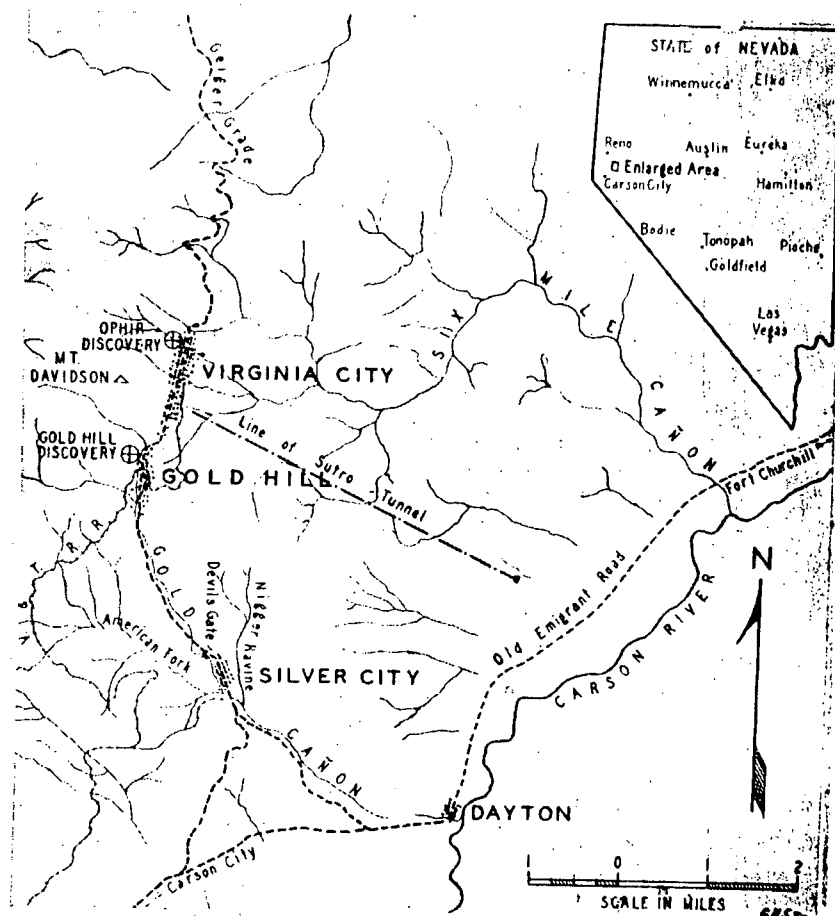 Geiger Grade
STATE of NEVADA
Winnemucca
Elko
Reno
Austin
Eureka
Enlarged Area
Carson City
Hamilton
Bodie
Tonopah
Pioche
Goldfield
Las
Vegas
SIX MILE CAÑON
OPHIR
DISCOVERY
MT.
DAVIDSON
VIRGINIA CITY
GOLD HILL
DISCOVERY
GOLD HILL
Line of Sutro Tunnel
Fort Churchill
V & T R R
GOLD CAÑON
Devils Gate
Nigger Ravine
American Fork
SILVER CITY
Old Emigrant Road
CARSON RIVER
N
DAYTON
Carson City
1 0 1 2
SCALE IN MILES